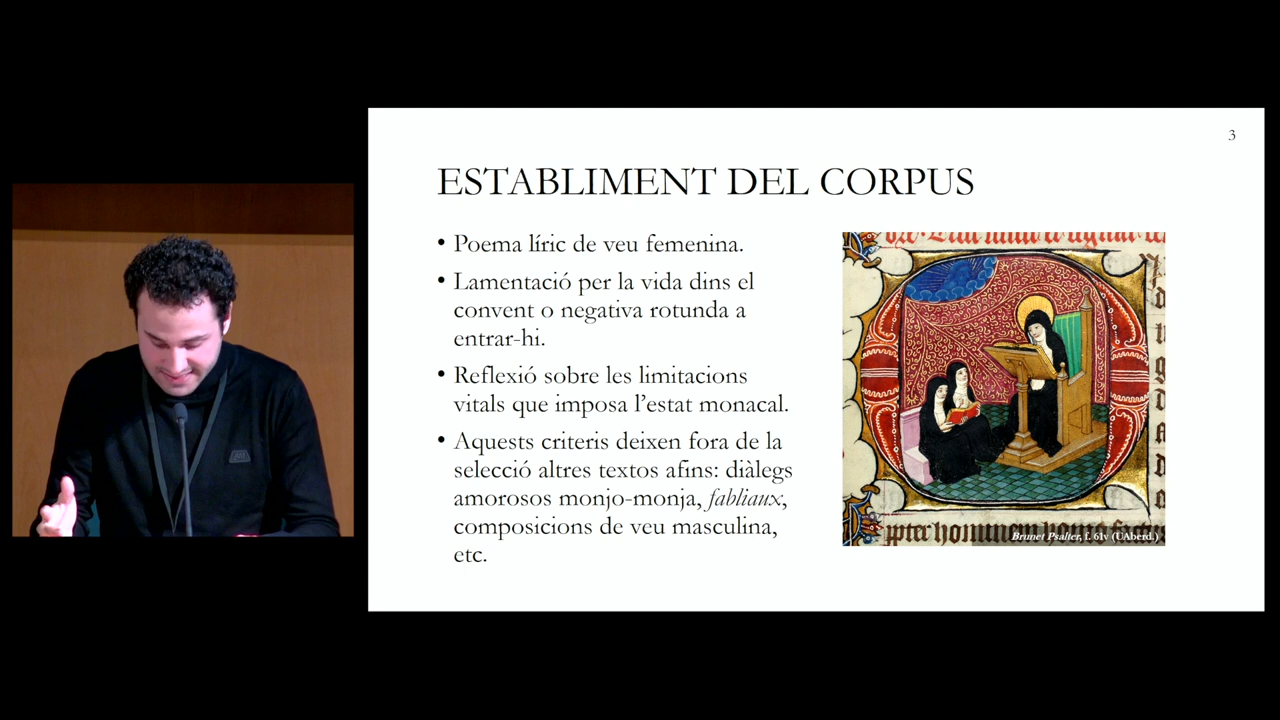 3
ESTABLIMENT DEL CORPUS
• Poema líric de veu femenina.
• Lamentació per la vida dins el
convent o negativa rotunda a
entrar-hi.
• Reflexió sobre les limitacions
vitals que imposa l’estat monacal.
• Aquests criteris deixen fora de la
selecció altres textos afins: diàlegs
amorosos monjo-monja, fabliaux,
composicions de veu masculina,
etc.
Brunet Psalter, f. 61v (UAberd.)